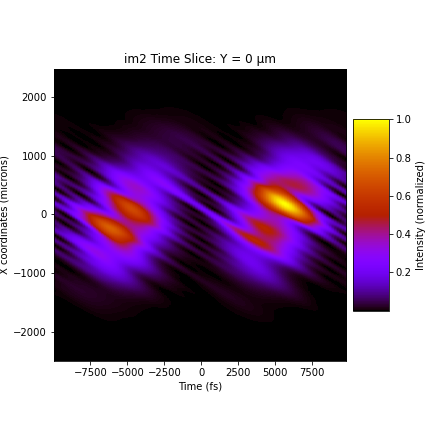 im2 Time Slice: Y = 0 μm
2000
1000
0
−1000
−2000
X coordinates (microns)
−7500 −5000 −2500 0 2500 5000 7500
Time (fs)
1.0
0.8
0.6
0.4
0.2
Intensity (normalized)